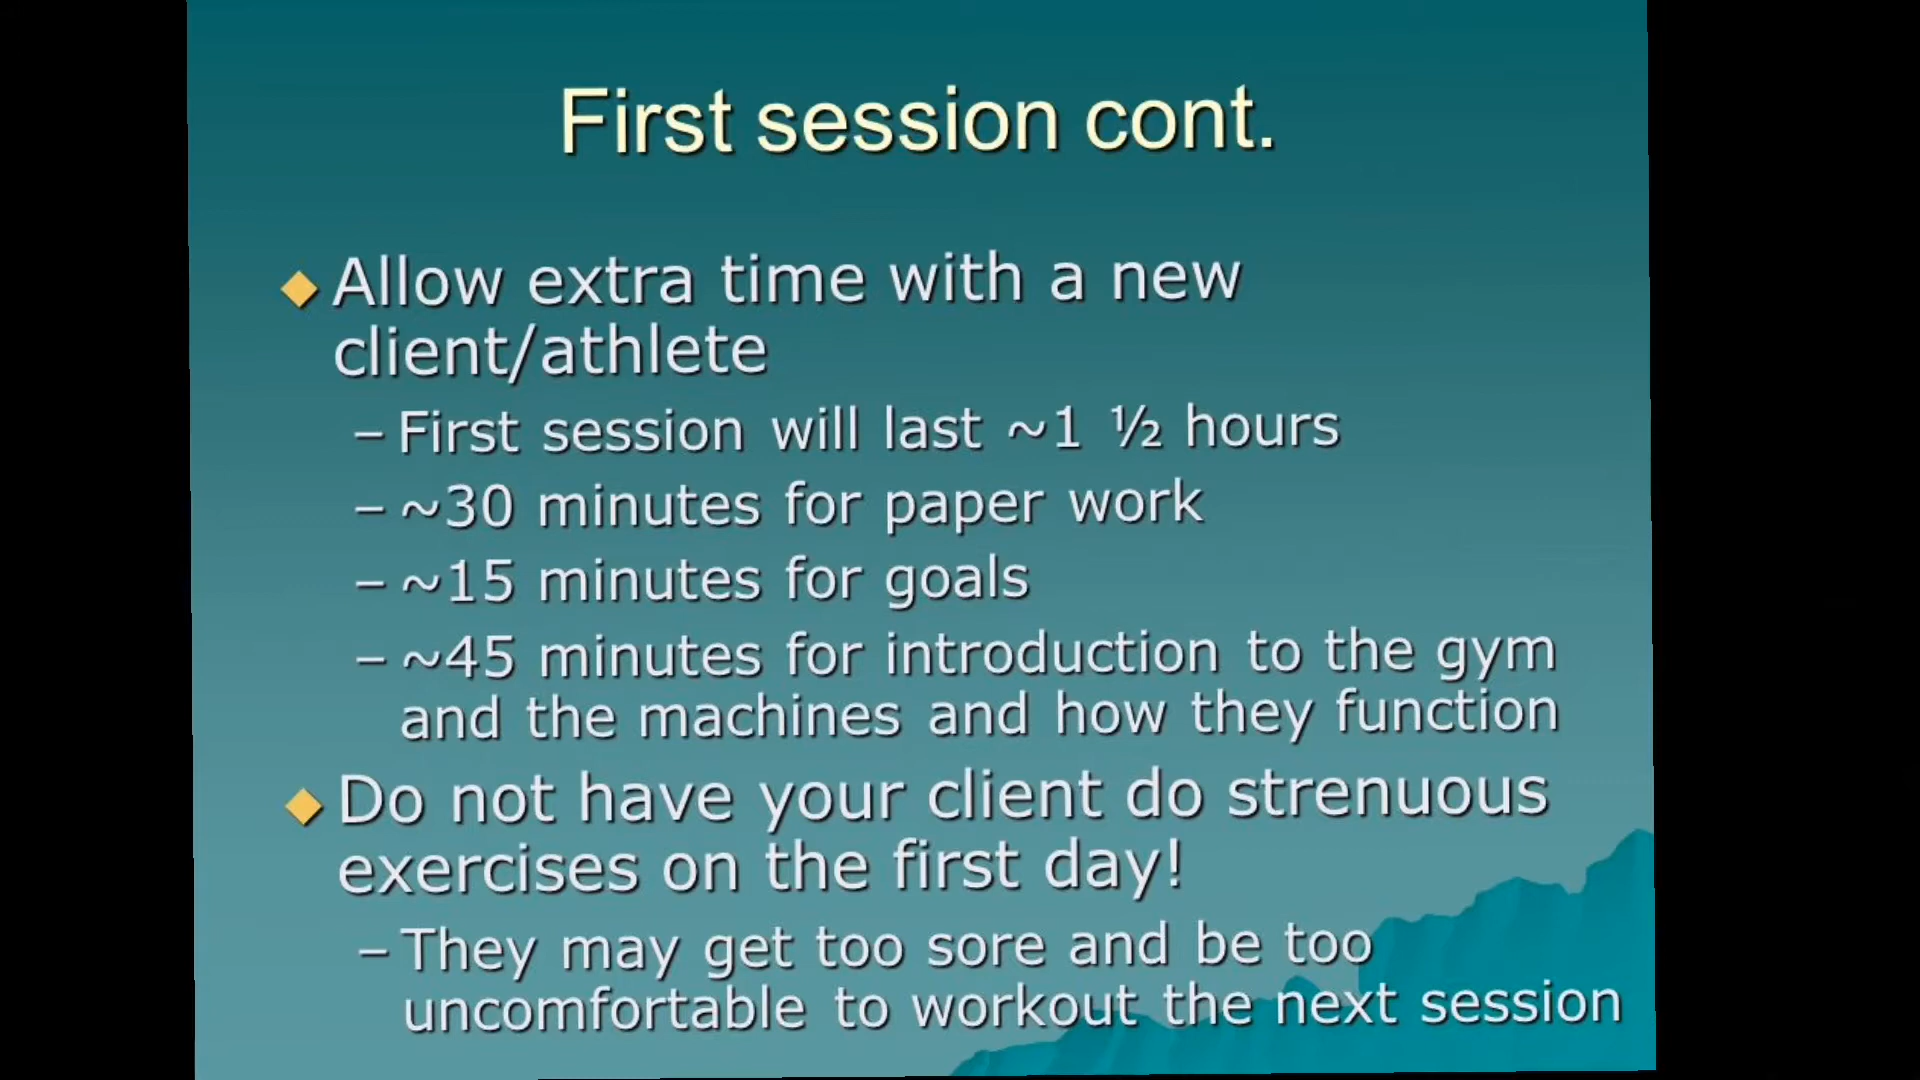 First session cont.
Allow extra time with a new
client/athlete
– First session will last ~1 ½ hours
– ~30 minutes for paper work
– ~15 minutes for goals
– ~45 minutes for introduction to the gym
and the machines and how they function
Do not have your client do strenuous
exercises on the first day!
– They may get too sore and be too
uncomfortable to workout the next session